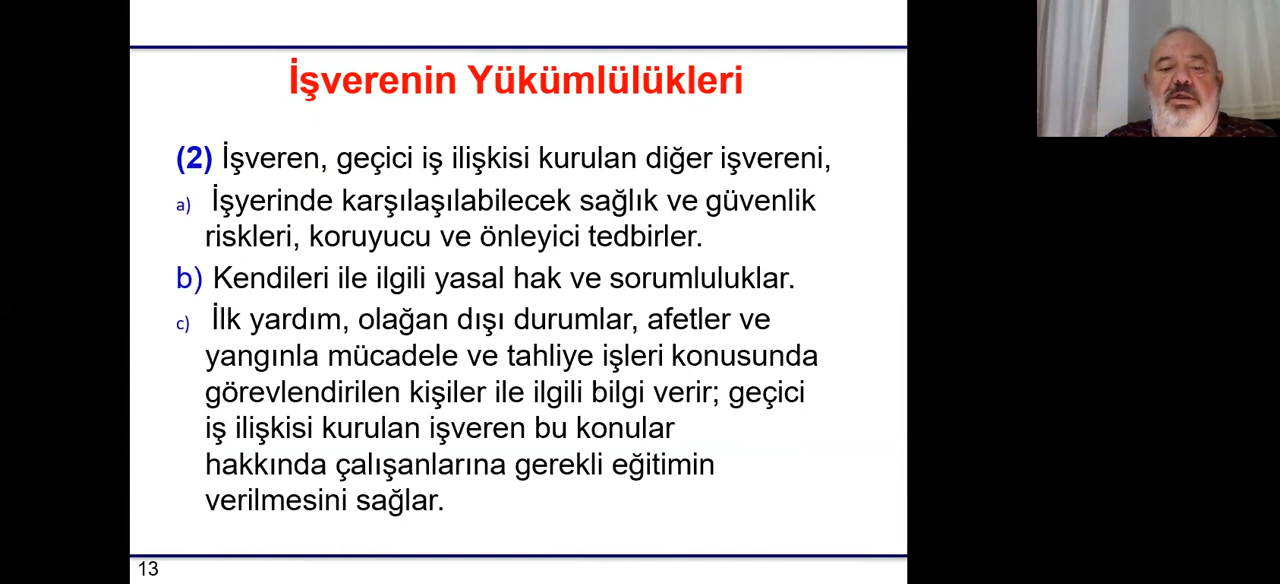 İşverenin Yükümlülükleri
(2) İşveren, geçici iş ilişkisi kurulan diğer işvereni,
a) İşyerinde karşılaşılabilecek sağlık ve güvenlik
riskleri, koruyucu ve önleyici tedbirler.
b) Kendileri ile ilgili yasal hak ve sorumluluklar.
c) İlk yardım, olağan dışı durumlar, afetler ve
yangınla mücadele ve tahliye işleri konusunda
görevlendirilen kişiler ile ilgili bilgi verir; geçici
iş ilişkisi kurulan işveren bu konular
hakkında çalışanlarına gerekli eğitimin
verilmesini sağlar.
13